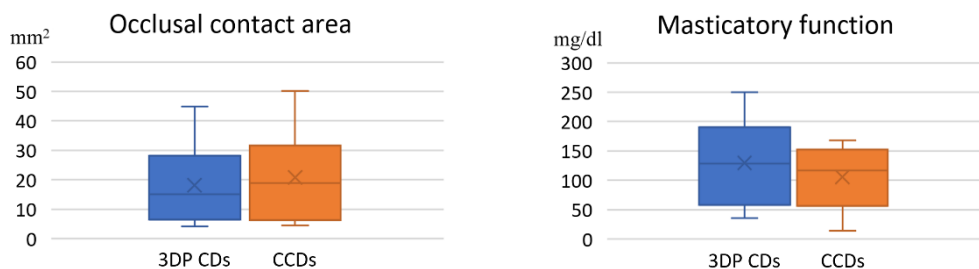 Occlusal contact area
mm²
60
50
40
30
20
10
0
3DP CDs
CCDs
Masticatory function
mg/dl
300
250
200
150
100
50
0
3DP CDs
CCDs